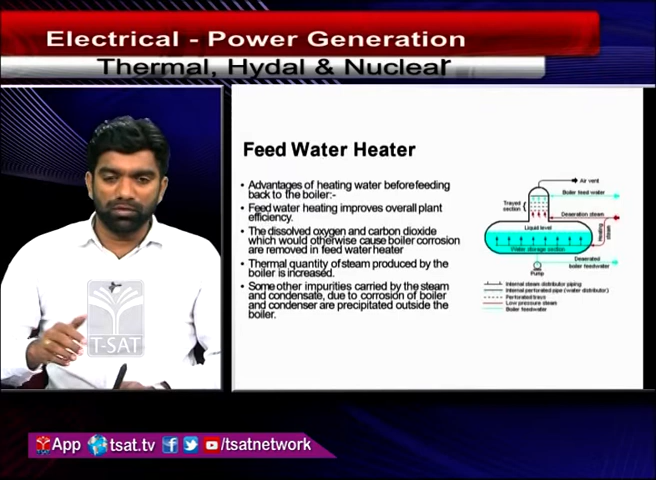 Electrical - Power Generation
Thermal, Hydal & Nuclear
Feed Water Heater
• Advantages of heating water before feeding
back to the boiler:-
• Feed water heating improves overall plant
efficiency.
• The dissolved oxygen and carbon dioxide
which would otherwise cause boiler corrosion
are removed in feed water heater
• Thermal quantity of steam produced by the
boiler is increased.
• Some other impurities carried by the steam
and condensate, due to corrosion of boiler
and condenser are precipitated outside the
boiler.
Air vent
Boiler feed water
Trayed
section
Deaeration steam
Liquid level
Heating
steam
Water storage section
Deaerated
boiler feedwater
Pump
Internal steam distributor piping
Internal perforated pipe (water distributor)
Perforated trays
Low pressure steam
Boiler feedwater
T-SAT
App
tsat.tv
/tsatnetwork